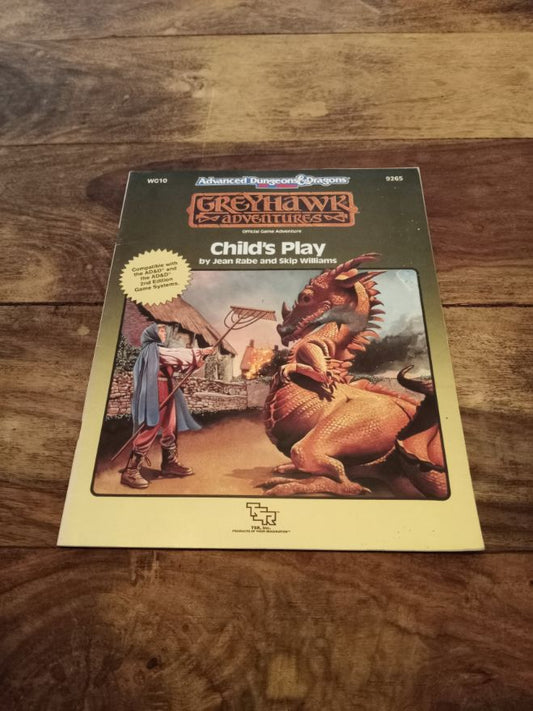 WG10
Advanced Dungeons & Dragons
9265
GREYHAWK
ADVENTURES
Official Game Adventure
Child's Play
by Jean Rabe and Skip Williams
Compatible with
the AD&D® and
the AD&D®
2nd Edition
Game Systems.
TSR
TSR, Inc.
PRODUCTS OF YOUR IMAGINATION™